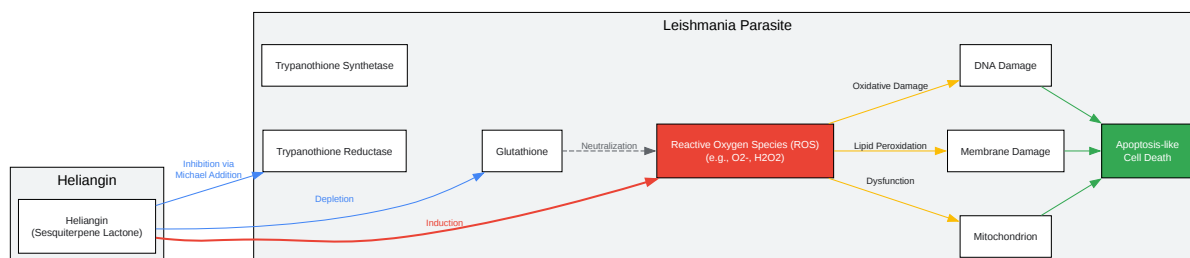 Leishmania Parasite
Trypanothione Synthetase
DNA Damage
Oxidative Damage
Trypanothione Reductase
Glutathione
Neutralization
Reactive Oxygen Species (ROS)
(e.g., O2-, H2O2)
Lipid Peroxidation
Membrane Damage
Apoptosis-like
Cell Death
Inhibition via
Michael Addition
Heliangin
Heliangin
(Sesquiterpene Lactone)
Depletion
Induction
Dysfunction
Mitochondrion